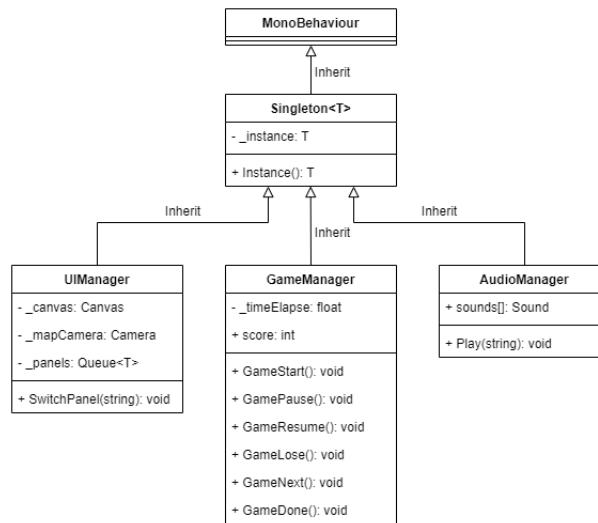 MonoBehaviour
Inherit
Singleton<T>
- _instance: T
+ Instance(): T
Inherit
Inherit
Inherit
UIManager
- _canvas: Canvas
- _mapCamera: Camera
- _panels: Queue<T>
+ SwitchPanel(string): void
GameManager
- _timeElapse: float
+ score: int
+ GameStart(): void
+ GamePause(): void
+ GameResume(): void
+ GameLose(): void
+ GameNext(): void
+ GameDone(): void
AudioManager
+ sounds[]: Sound
+ Play(string): void